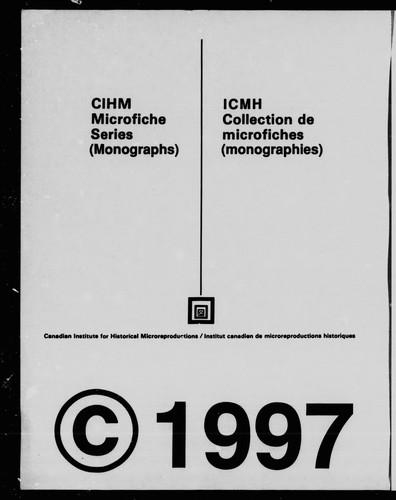 CIHM
Microfiche
Series
(Monographs)
ICMH
Collection de
microfiches
(monographies)
Canadian Institute for Historical Microreproductions / Institut canadien de microreproductions historiques
© 1997